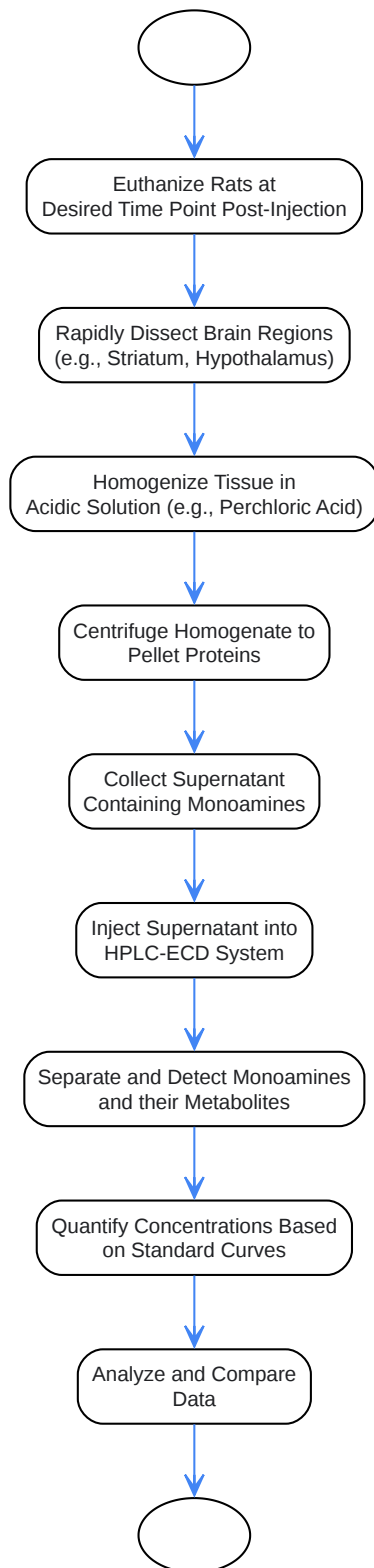 Euthanize Rats at
Desired Time Point Post-Injection
Rapidly Dissect Brain Regions
(e.g., Striatum, Hypothalamus)
Homogenize Tissue in
Acidic Solution (e.g., Perchloric Acid)
Centrifuge Homogenate to
Pellet Proteins
Collect Supernatant
Containing Monoamines
Inject Supernatant into
HPLC-ECD System
Separate and Detect Monoamines
and their Metabolites
Quantify Concentrations Based
on Standard Curves
Analyze and Compare
Data